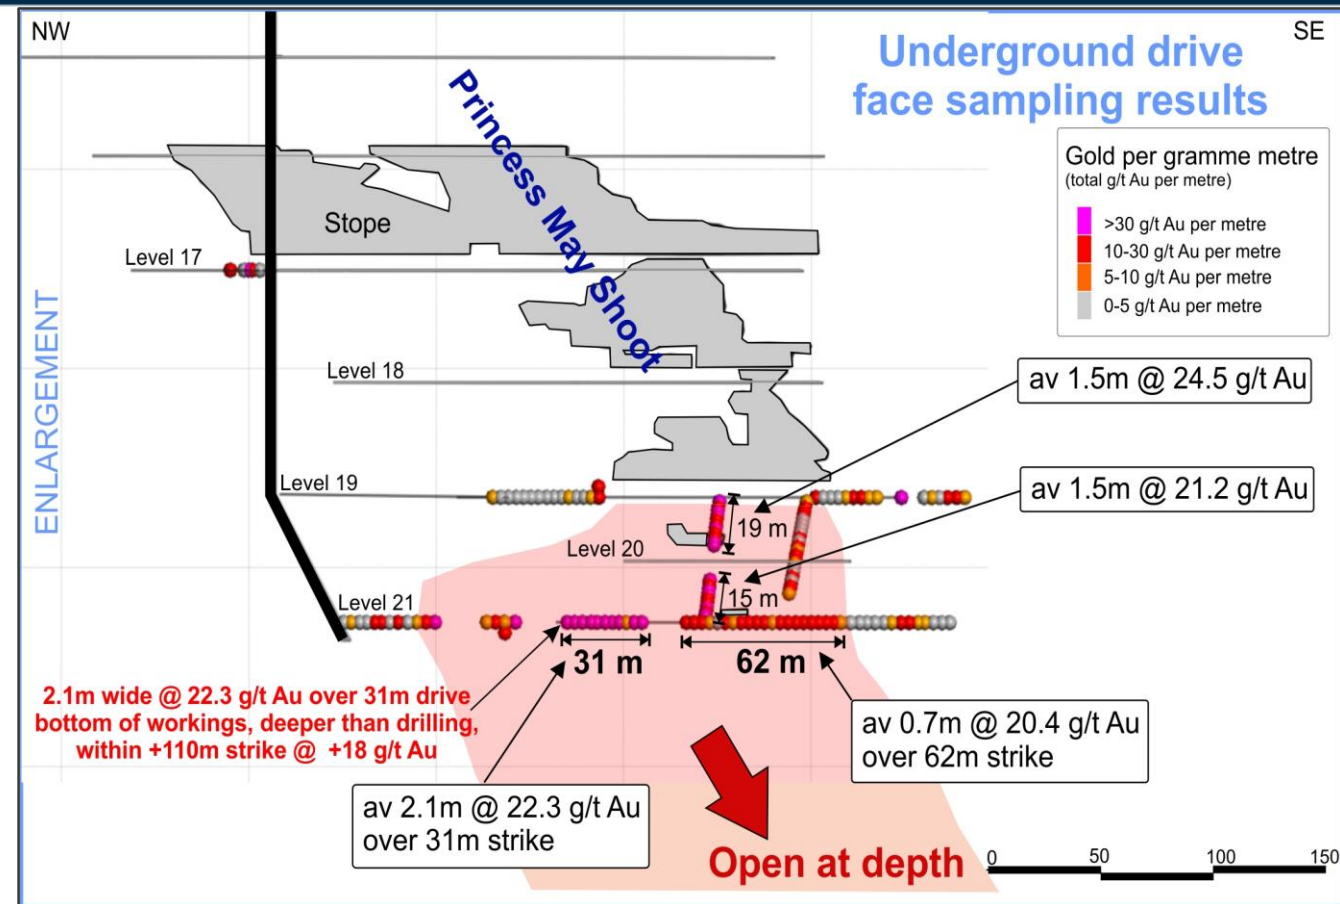 NW
SE
Underground drive
face sampling results
Princess May Shoot
Gold per gramme metre
(total g/t Au per metre)
>30 g/t Au per metre
10-30 g/t Au per metre
5-10 g/t Au per metre
0-5 g/t Au per metre
Stope
Level 17
ENLARGEMENT
Level 18
av 1.5m @ 24.5 g/t Au
Level 19
av 1.5m @ 21.2 g/t Au
19 m
Level 20
15 m
Level 21
31 m
62 m
2.1m wide @ 22.3 g/t Au over 31m drive
bottom of workings, deeper than drilling,
within +110m strike @ +18 g/t Au
av 0.7m @ 20.4 g/t Au
over 62m strike
av 2.1m @ 22.3 g/t Au
over 31m strike
Open at depth
0 50 100 150